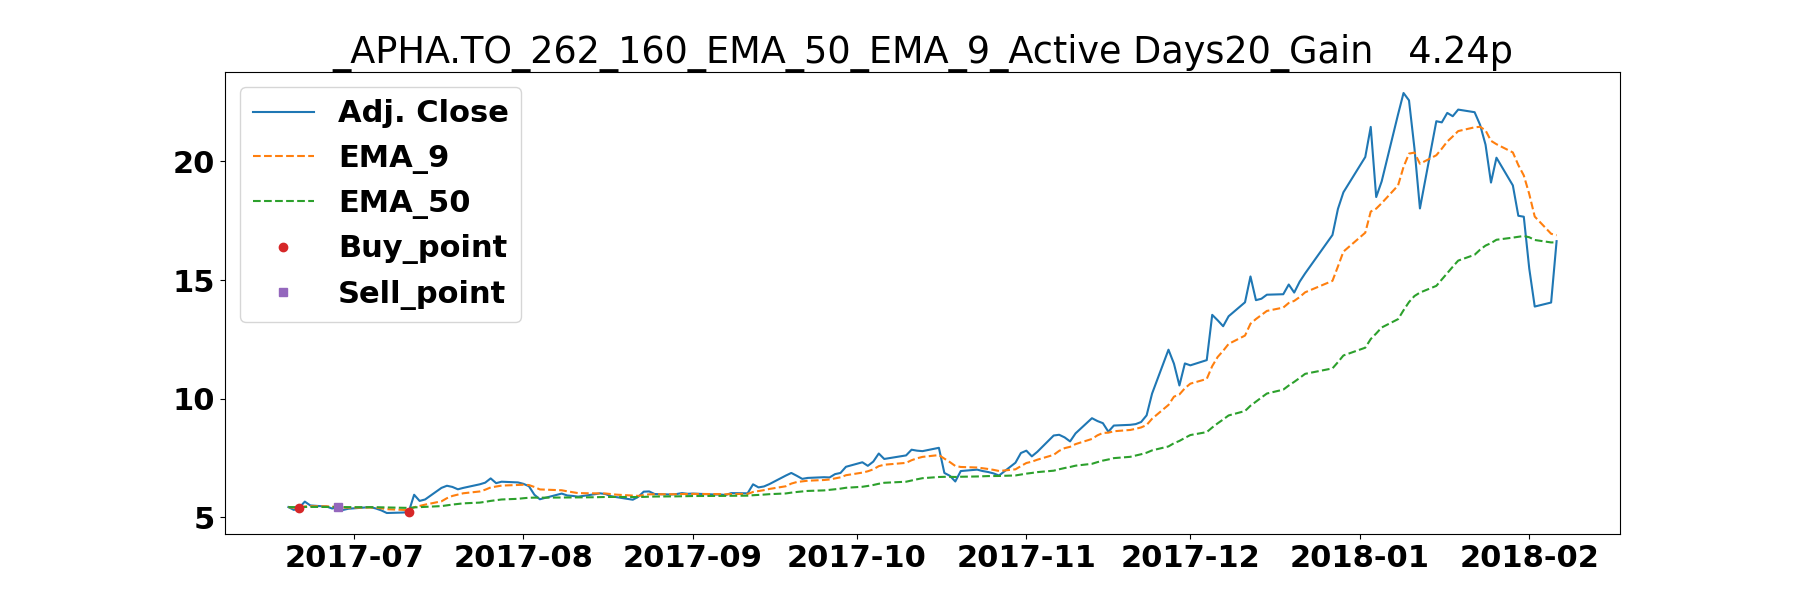 _APHA.TO_262_160_EMA_50_EMA_9_Active Days20_Gain   4.24p
Adj. Close
EMA_9
EMA_50
Buy_point
Sell_point
20
15
10
5
2017-07 2017-08 2017-09 2017-10 2017-11 2017-12 2018-01 2018-02